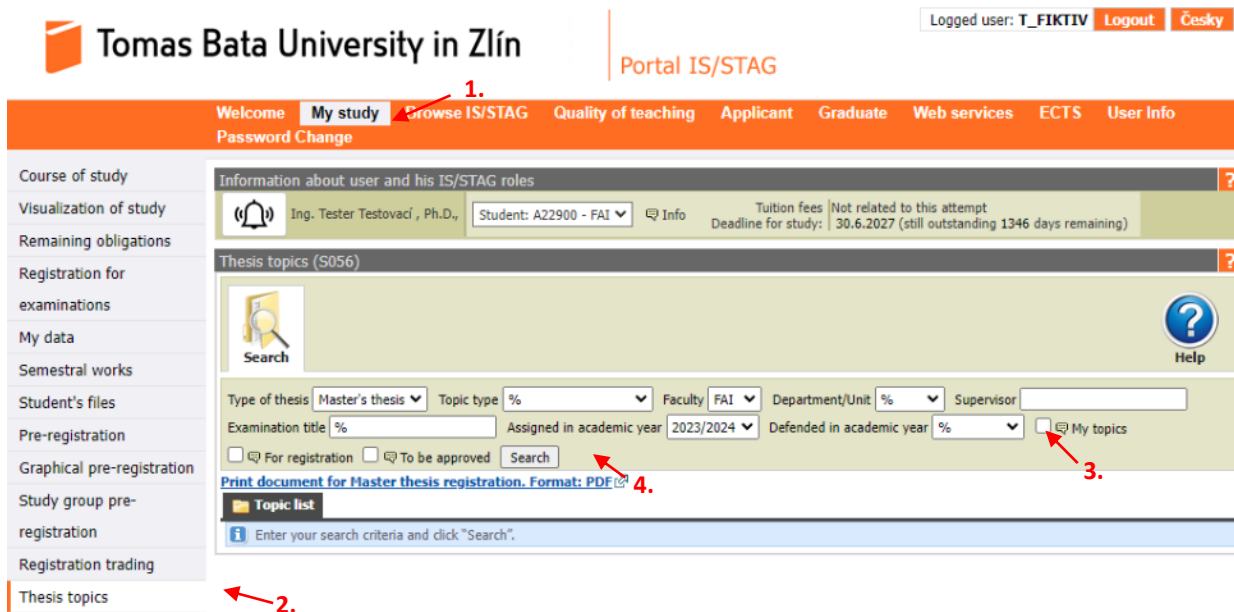 Tomas Bata University in Zlín
Logged user: T_FIKTIV Logout Česky
Portal IS/STAG
1.
Welcome My study Browse IS/STAG Quality of teaching Applicant Graduate Web services ECTS User Info
Password Change
Course of study
Visualization of study
Remaining obligations
Registration for
examinations
My data
Semestral works
Student's files
Pre-registration
Graphical pre-registration
Study group pre-
registration
Registration trading
Thesis topics
2.
Information about user and his IS/STAG roles ?
Ing. Tester Testovací , Ph.D., Student: A22900 - FAI Info
Tuition fees Not related to this attempt
Deadline for study: 30.6.2027 (still outstanding 1346 days remaining)
Thesis topics (S056) ?
Search
? Help
Type of thesis Master's thesis Topic type % Faculty FAI Department/Unit % Supervisor
Examination title % Assigned in academic year 2023/2024 Defended in academic year % My topics
3.
For registration To be approved Search
4.
Print document for Master thesis registration. Format: PDF
Topic list
i Enter your search criteria and click "Search".